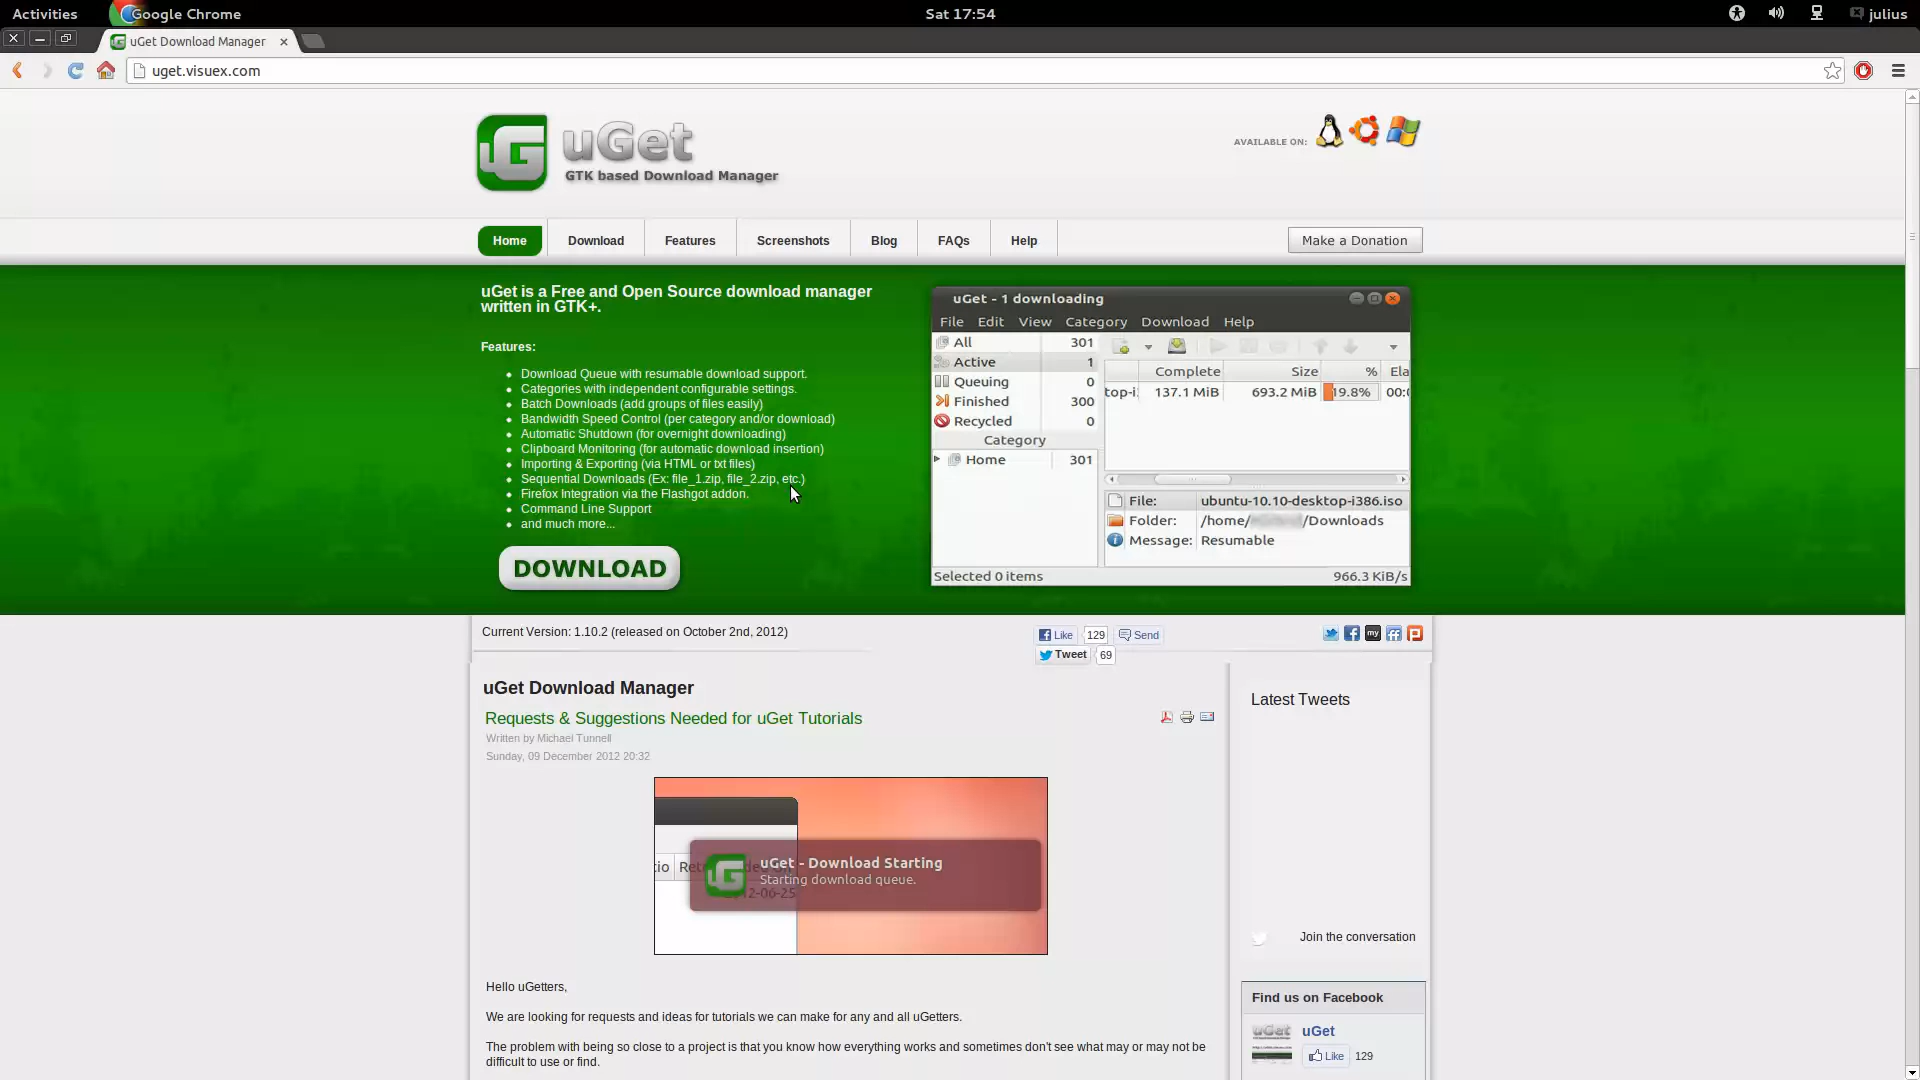 Activities
Google Chrome
Sat 17:54
julius
uGet Download Manager
uget.visuex.com
uGet
GTK based Download Manager
AVAILABLE ON:
Home
Download
Features
Screenshots
Blog
FAQs
Help
Make a Donation
uGet is a Free and Open Source download manager
written in GTK+.
Features:
Download Queue with resumable download support.
Categories with independent configurable settings.
Batch Downloads (add groups of files easily)
Bandwidth Speed Control (per category and/or download)
Automatic Shutdown (for overnight downloading)
Clipboard Monitoring (for automatic download insertion)
Importing & Exporting (via HTML or txt files)
Sequential Downloads (Ex: file_1.zip, file_2.zip, etc.)
Firefox Integration via the Flashgot addon.
Command Line Support
and much more...
DOWNLOAD
uGet - 1 downloading
File Edit View Category Download Help
All 301
Active 1
Queuing 0
Finished 300
Recycled 0
Category
Home 301
Complete Size % Ela
top-i 137.1 MiB 693.2 MiB 19.8% 00:
File: ubuntu-10.10-desktop-i386.iso
Folder: /home/ /Downloads
Message: Resumable
Selected 0 items 966.3 KiB/s
Current Version: 1.10.2 (released on October 2nd, 2012)
Like 129 Send
Tweet 69
my
ff
uGet Download Manager
Requests & Suggestions Needed for uGet Tutorials
Written by Michael Tunnell
Sunday, 09 December 2012 20:32
uGet - Download Starting
Starting download queue.
tio
Hello uGetters,
We are looking for requests and ideas for tutorials we can make for any and all uGetters.
The problem with being so close to a project is that you know how everything works and sometimes don't see what may or may not be
difficult to use or find.
Latest Tweets
Join the conversation
Find us on Facebook
uGet
uGet
Like 129